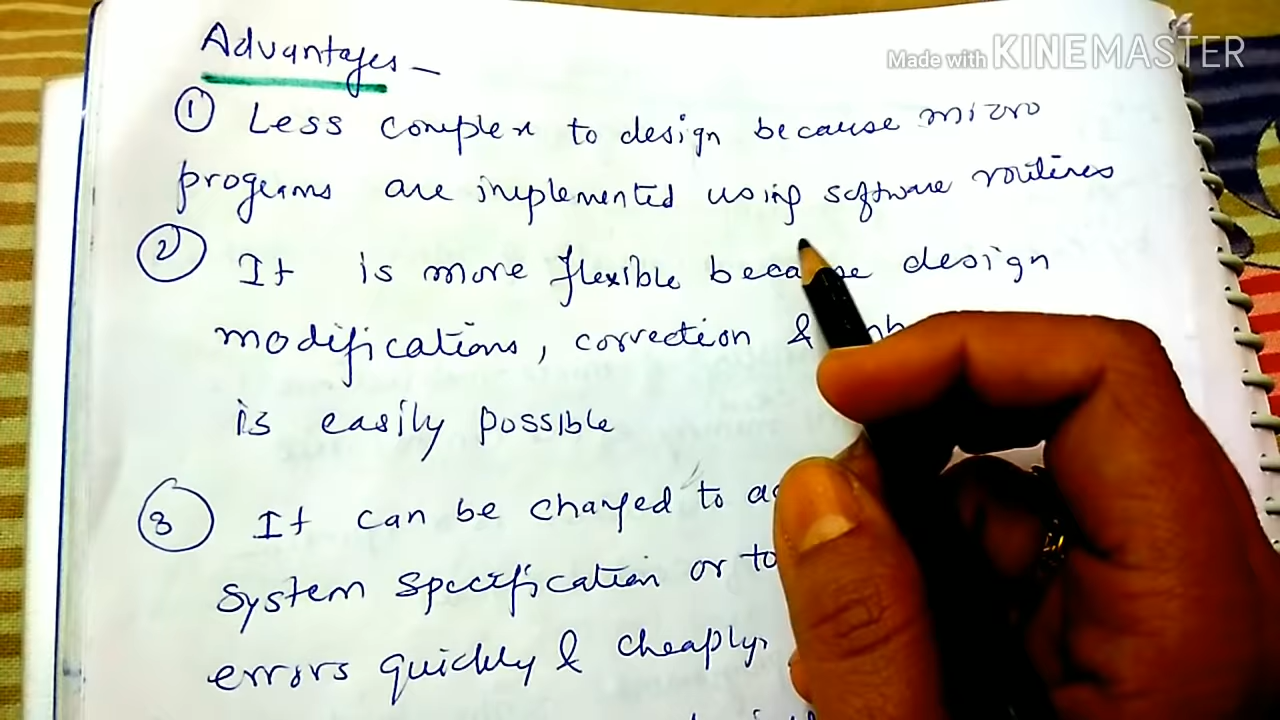 Made with KINEMASTER
Advantages –
① Less complex to design because micro
programs are implemented using software routines
② It is more flexible because design
modifications, correction &
is easily possible
③ It can be changed to
system specification or to
errors quickly & cheaply.